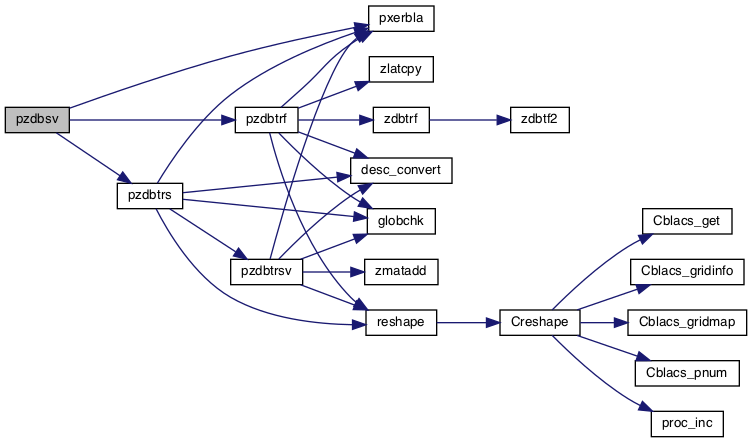 pxerbla
zlatcpy
pzdbsv
pzdbtrf
zdbtrf
zdbtf2
desc_convert
pzdbtrs
globchk
Cblacs_get
pzdbtrsv
zmatadd
Cblacs_gridinfo
reshape
Creshape
Cblacs_gridmap
Cblacs_pnum
proc_inc